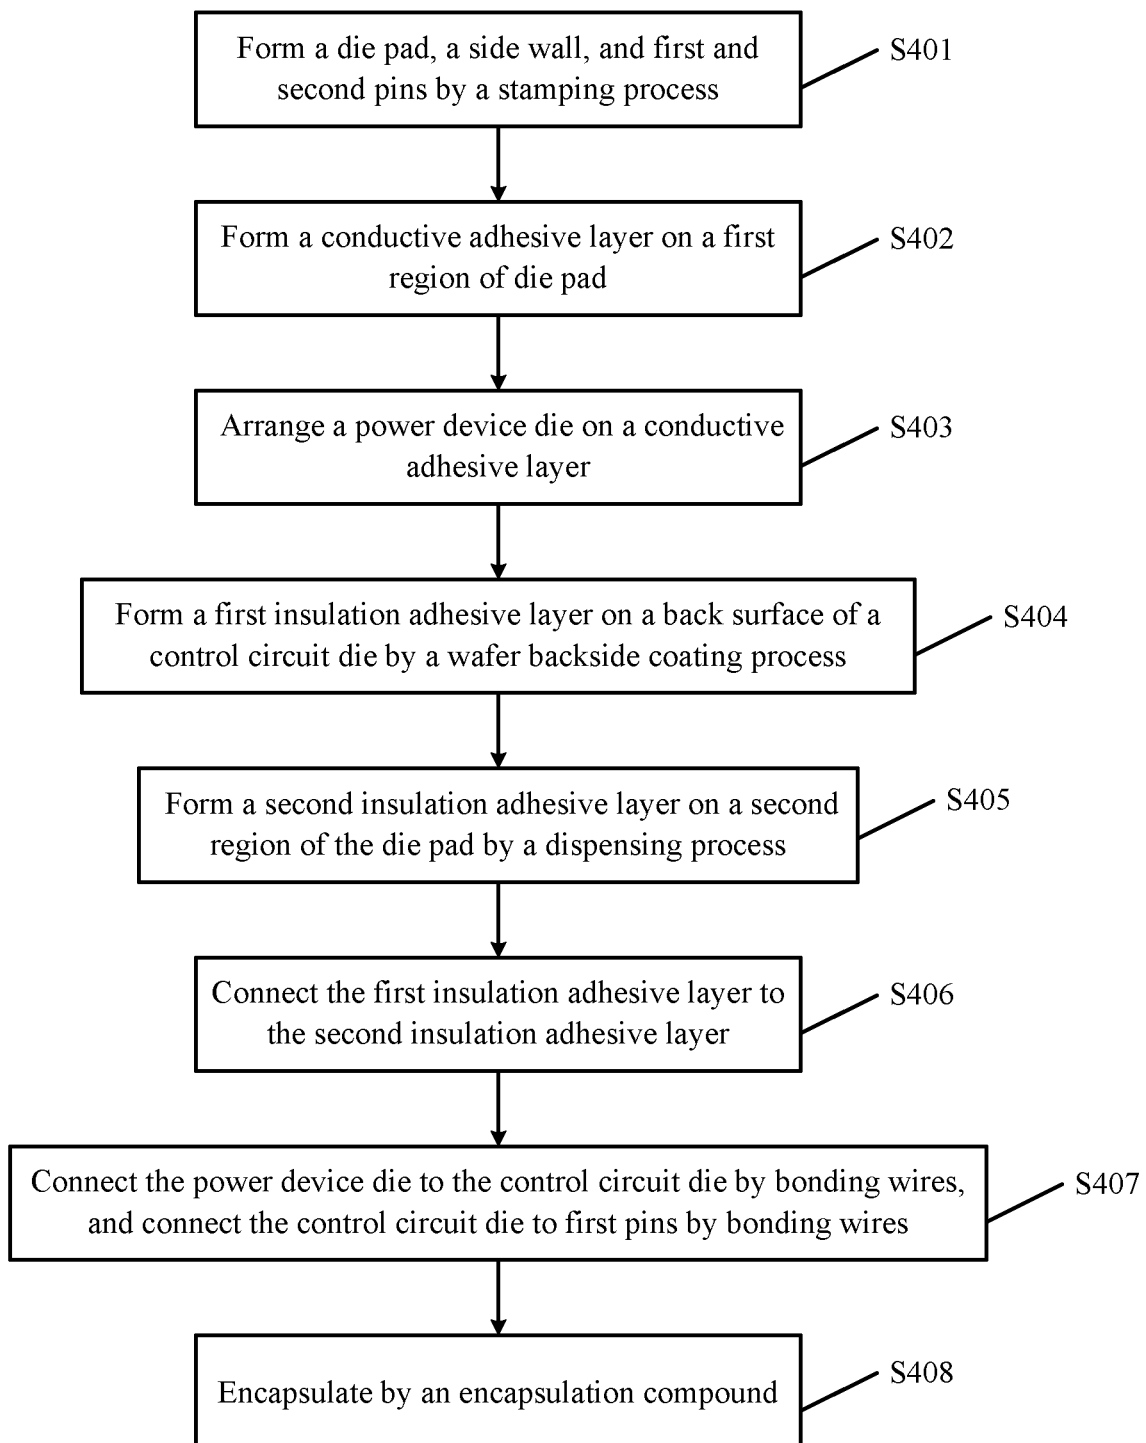 Form a die pad, a side wall, and first and
second pins by a stamping process
S401
Form a conductive adhesive layer on a first
region of die pad
S402
Arrange a power device die on a conductive
adhesive layer
S403
Form a first insulation adhesive layer on a back surface of a
control circuit die by a wafer backside coating process
S404
Form a second insulation adhesive layer on a second
region of the die pad by a dispensing process
S405
Connect the first insulation adhesive layer to
the second insulation adhesive layer
S406
Connect the power device die to the control circuit die by bonding wires,
and connect the control circuit die to first pins by bonding wires
S407
Encapsulate by an encapsulation compound
S408